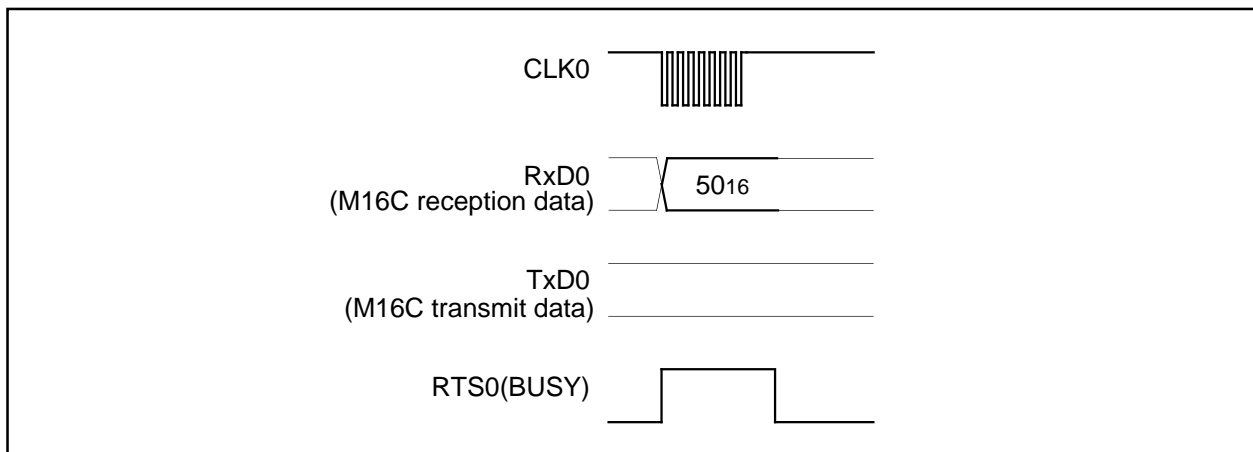 CLK0
RxD0
(M16C reception data)
5016
TxD0
(M16C transmit data)
RTS0(BUSY)